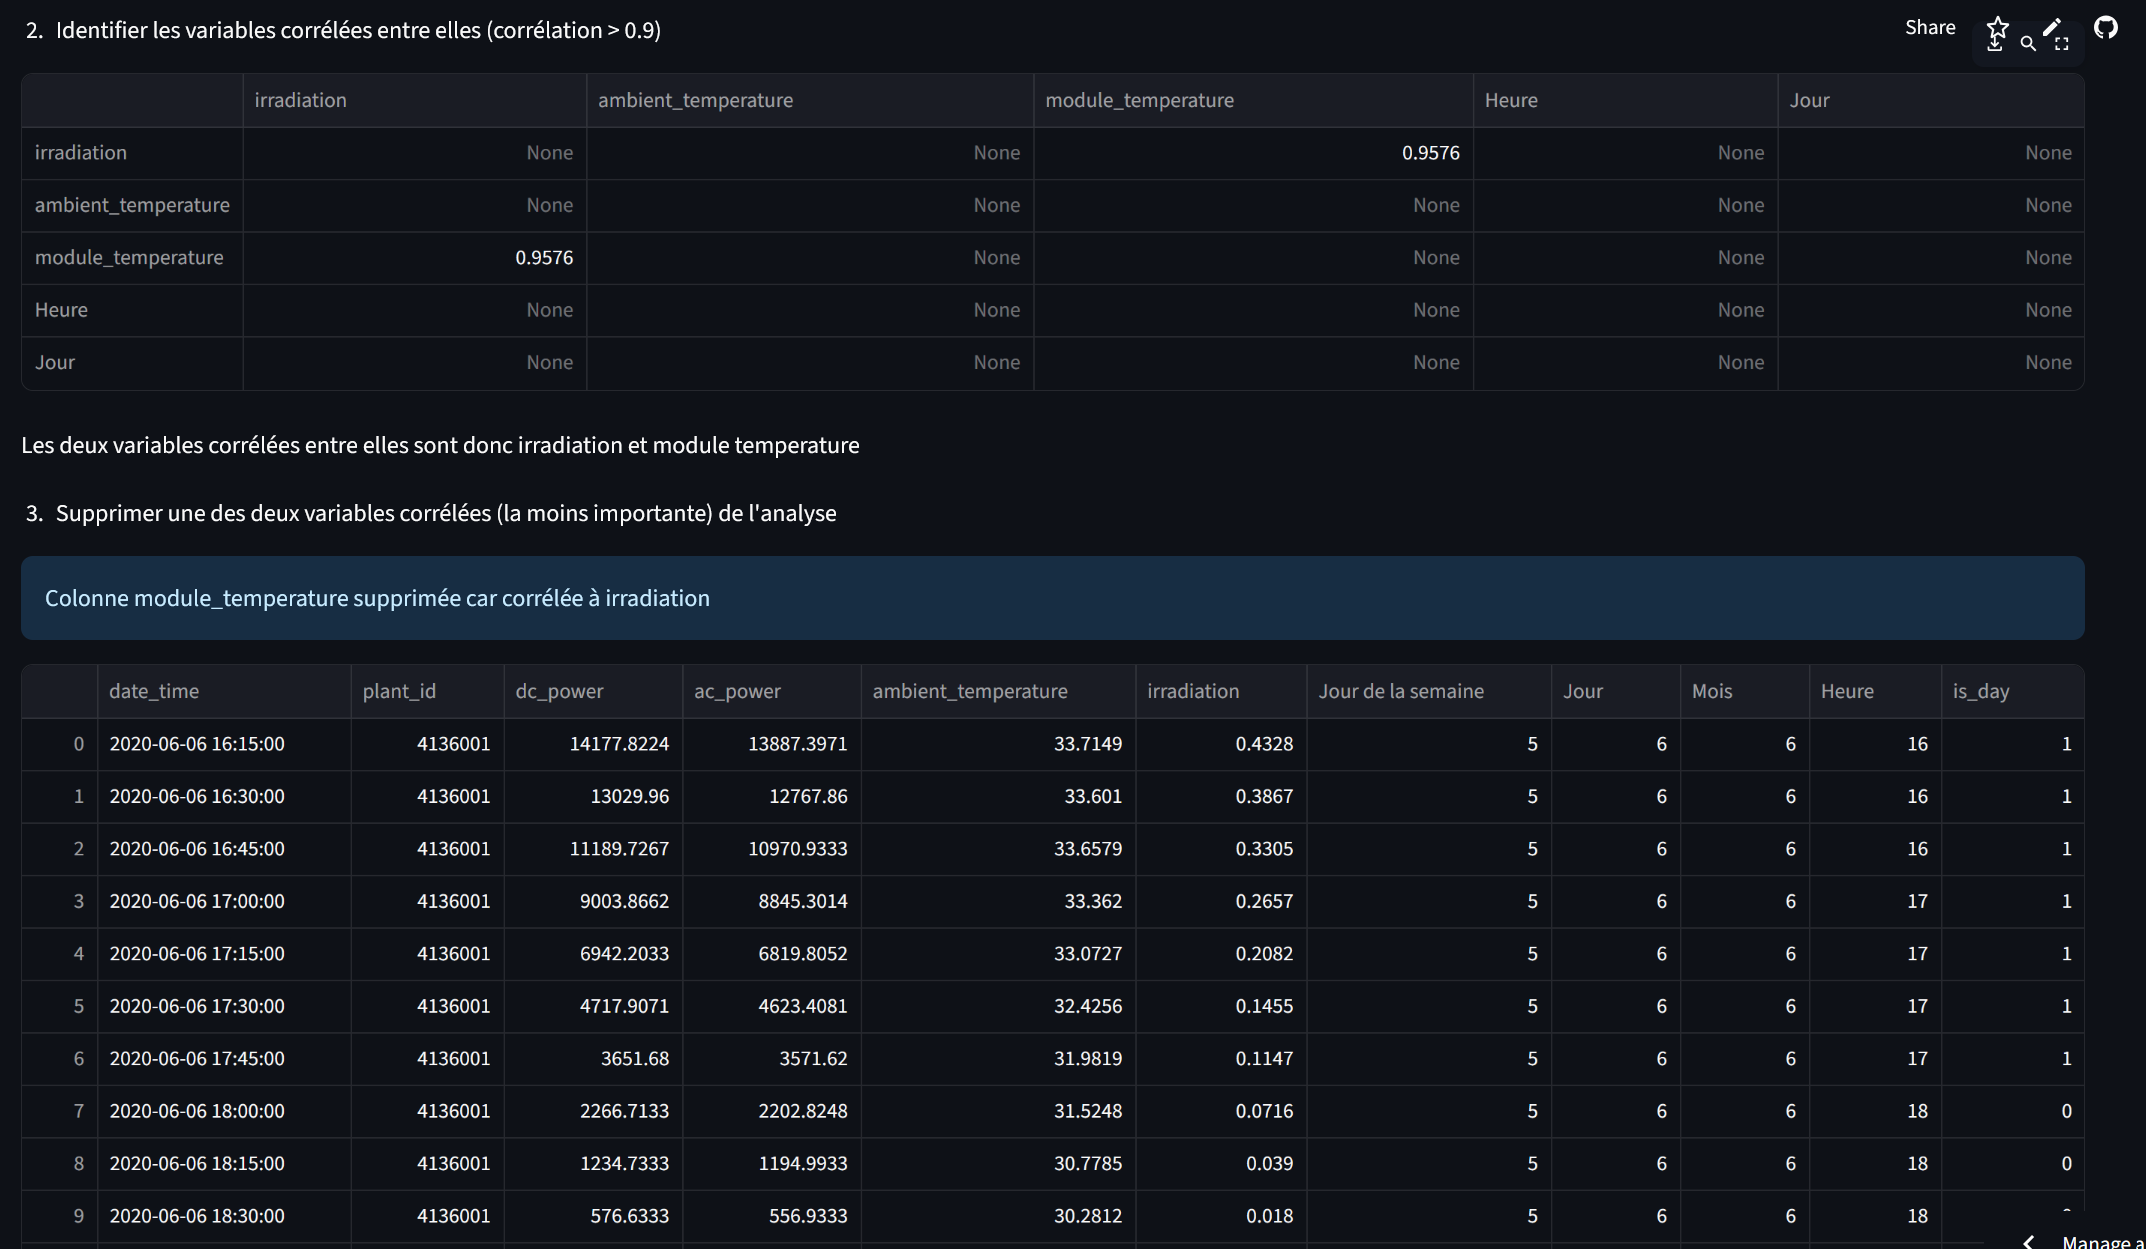 2. Identifier les variables corrélées entre elles (corrélation > 0.9)
Share
irradiation ambient_temperature module_temperature Heure Jour
irradiation None None 0.9576 None None
ambient_temperature None None None None None
module_temperature 0.9576 None None None None
Heure None None None None None
Jour None None None None None
Les deux variables corrélées entre elles sont donc irradiation et module temperature
3. Supprimer une des deux variables corrélées (la moins importante) de l'analyse
Colonne module_temperature supprimée car corrélée à irradiation
date_time plant_id dc_power ac_power ambient_temperature irradiation Jour de la semaine Jour Mois Heure is_day
0 2020-06-06 16:15:00 4136001 14177.8224 13887.3971 33.7149 0.4328 5 6 6 16 1
1 2020-06-06 16:30:00 4136001 13029.96 12767.86 33.601 0.3867 5 6 6 16 1
2 2020-06-06 16:45:00 4136001 11189.7267 10970.9333 33.6579 0.3305 5 6 6 16 1
3 2020-06-06 17:00:00 4136001 9003.8662 8845.3014 33.362 0.2657 5 6 6 17 1
4 2020-06-06 17:15:00 4136001 6942.2033 6819.8052 33.0727 0.2082 5 6 6 17 1
5 2020-06-06 17:30:00 4136001 4717.9071 4623.4081 32.4256 0.1455 5 6 6 17 1
6 2020-06-06 17:45:00 4136001 3651.68 3571.62 31.9819 0.1147 5 6 6 17 1
7 2020-06-06 18:00:00 4136001 2266.7133 2202.8248 31.5248 0.0716 5 6 6 18 0
8 2020-06-06 18:15:00 4136001 1234.7333 1194.9933 30.7785 0.039 5 6 6 18 0
9 2020-06-06 18:30:00 4136001 576.6333 556.9333 30.2812 0.018 5 6 6 18
Manage a